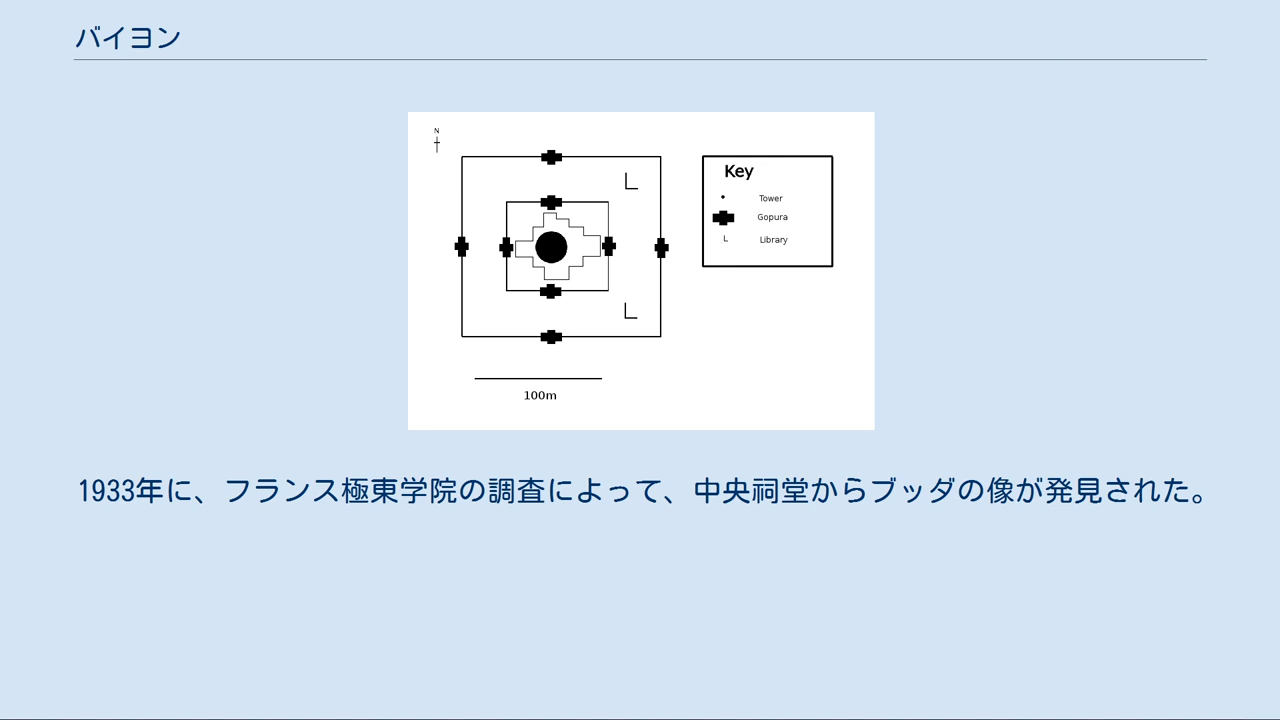 バイヨン
N
Key
Tower
Gopura
L Library
100m
1933年に、フランス極東学院の調査によって、中央祠堂からブッダの像が発見された。